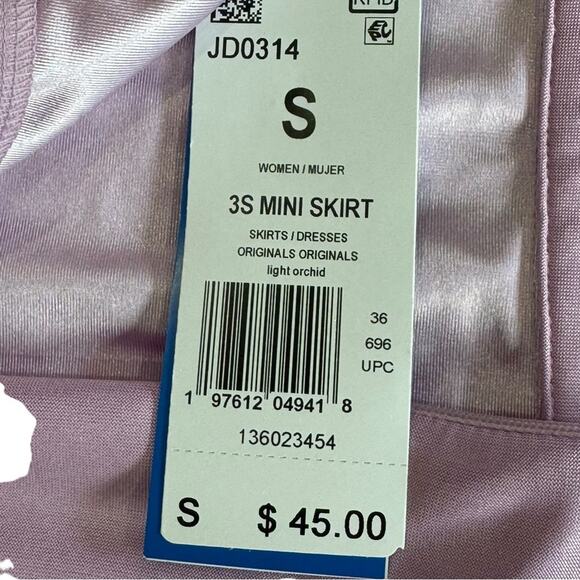 JD0314
S
WOMEN / MUJER
3S MINI SKIRT
SKIRTS / DRESSES
ORIGINALS ORIGINALS
light orchid
36
696
UPC
1 97612 04941 8
136023454
S $ 45.00